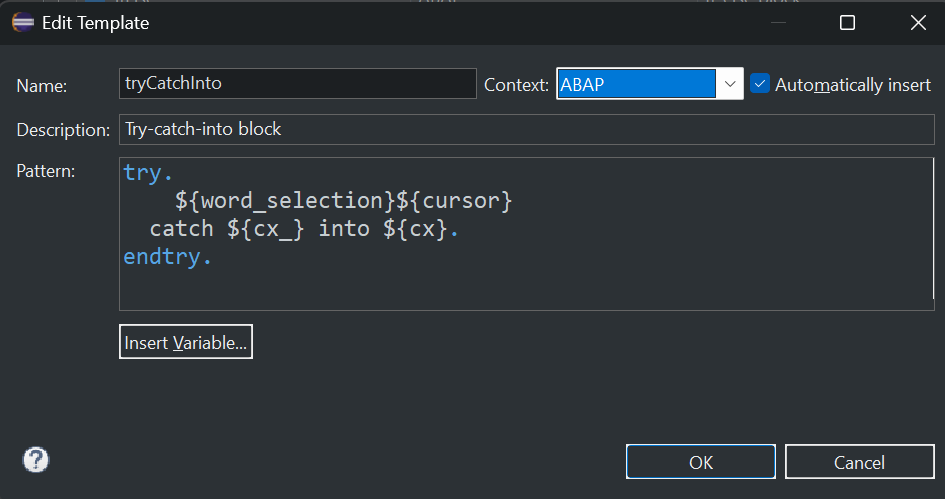 Edit Template
Name: tryCatchInto Context: ABAP Automatically insert
Description: Try-catch-into block
Pattern: try.
${word_selection}${cursor}
catch ${cx_} into ${cx}.
endtry.
Insert Variable...
?
OK Cancel